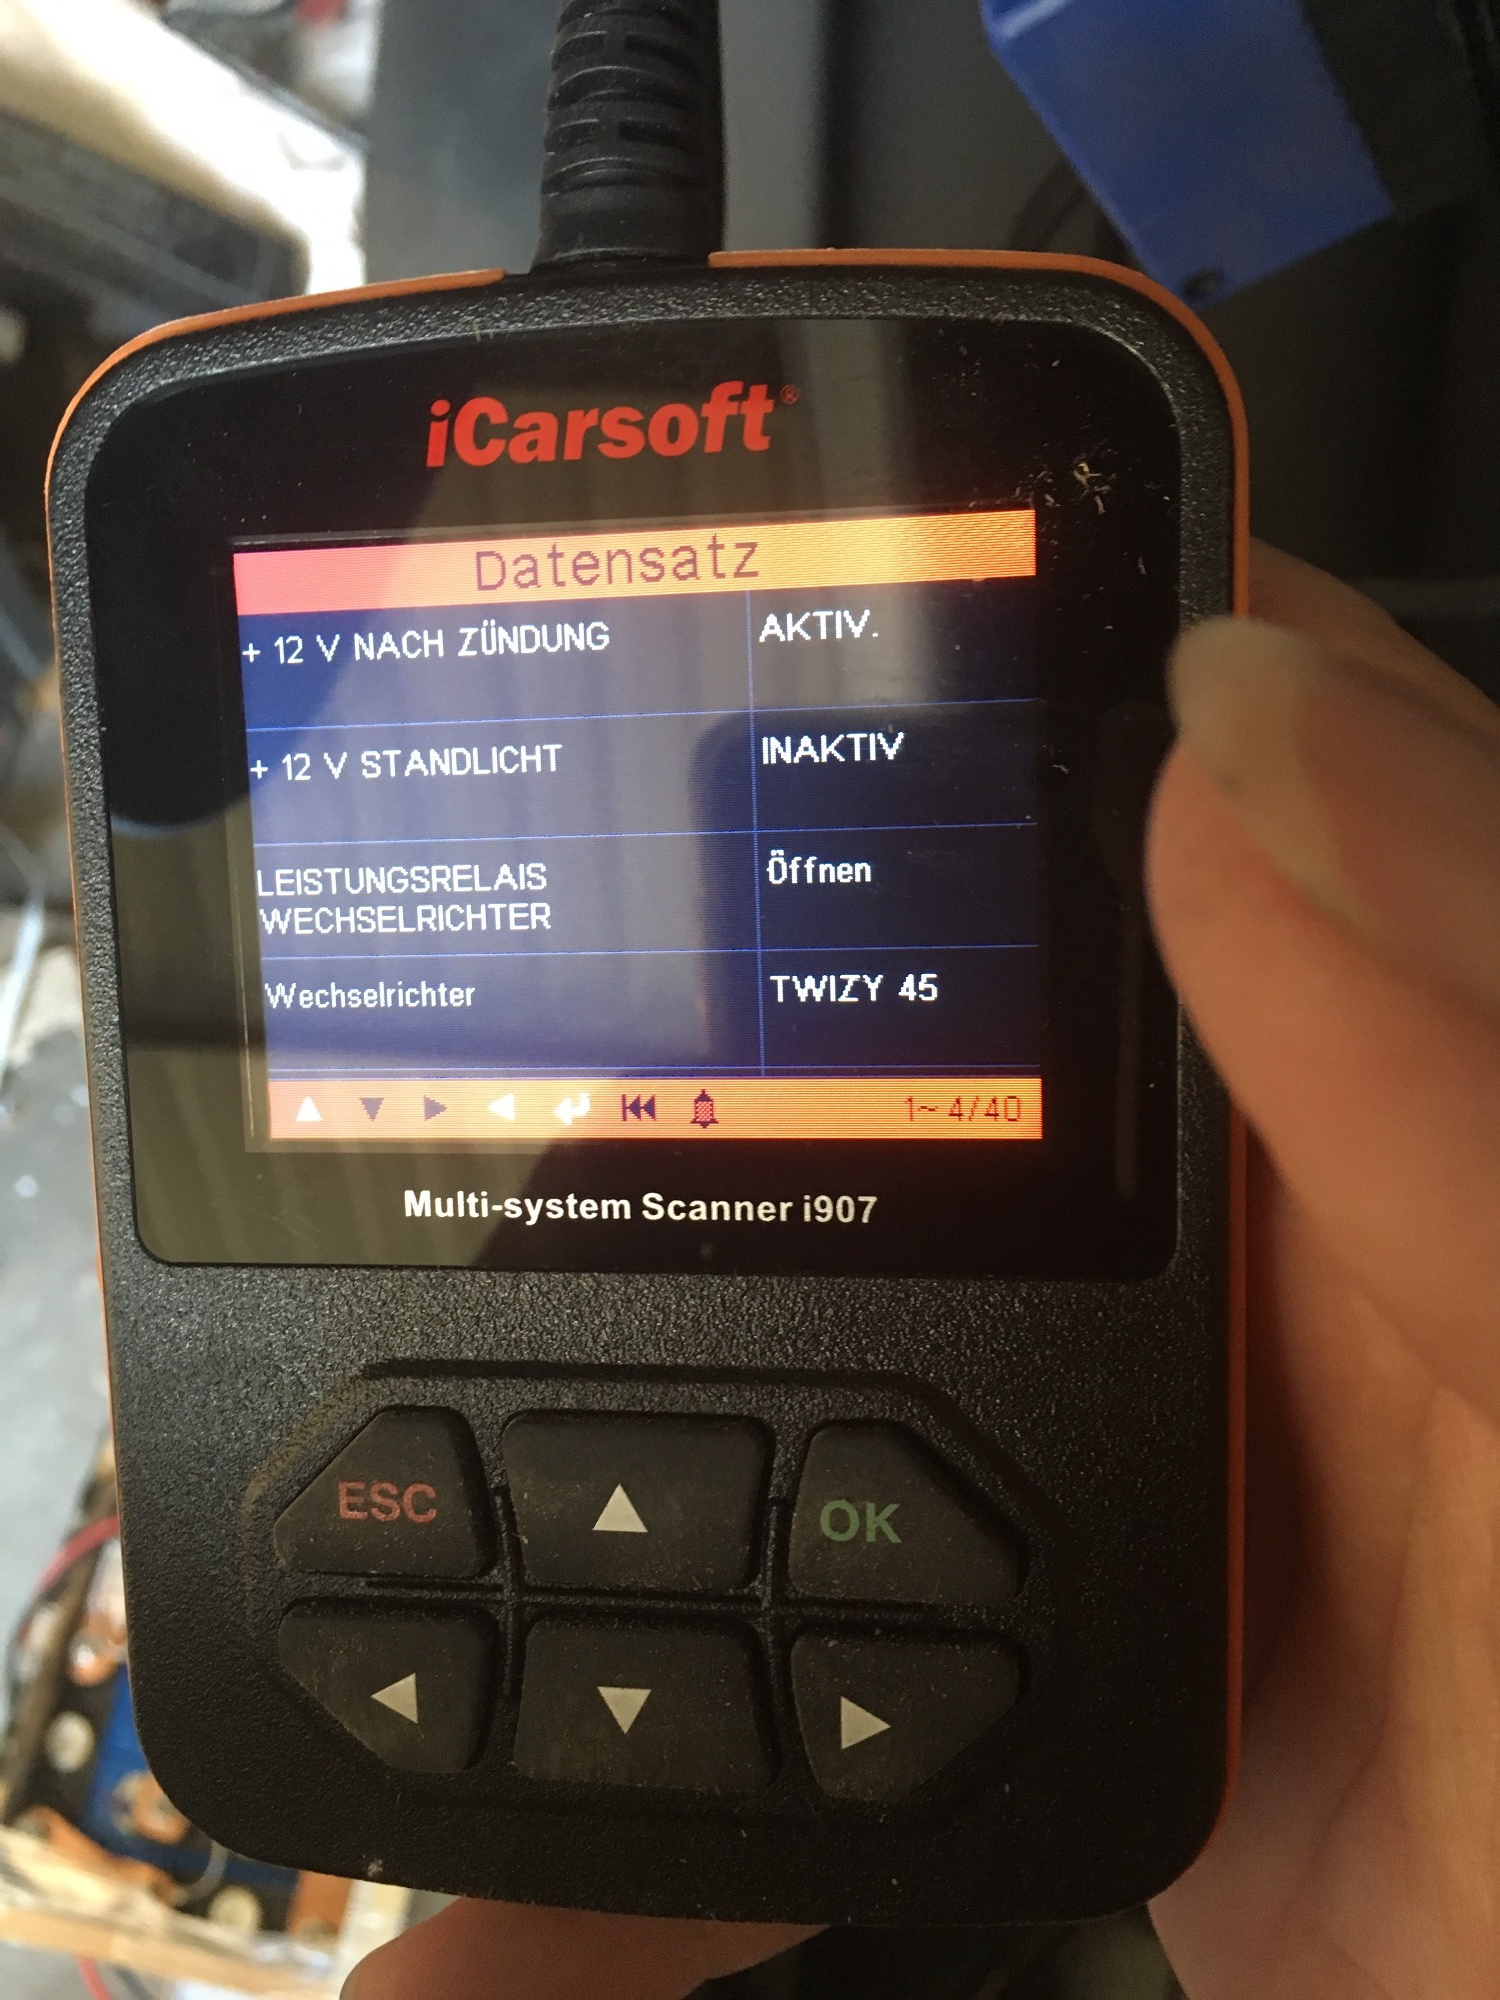 iCarsoft®
Datensatz
+ 12 V NACH ZÜNDUNG AKTIV.
+ 12 V STANDLICHT INAKTIV
LEISTUNGSRELAIS
WECHSELRICHTER Öffnen
Wechselrichter TWIZY 45
1~ 4/40
Multi-system Scanner i907
ESC
OK